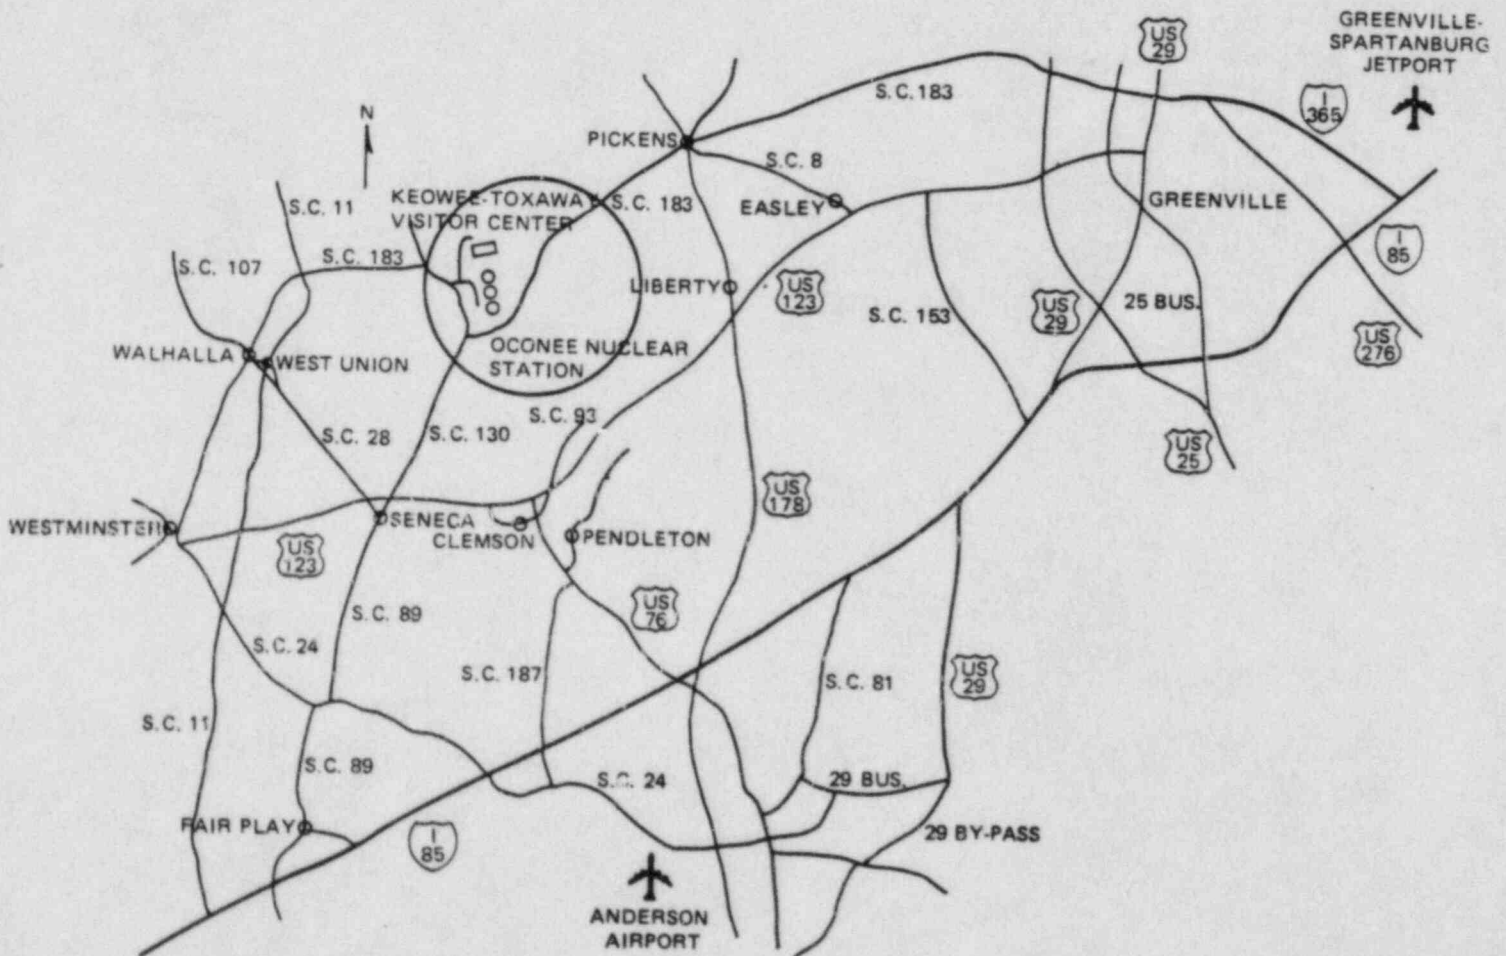 GREENVILLE-
SPARTANBURG
JETPORT
US
29
I
365
S.C. 183
N
PICKENS
S.C. 8
KEOWEE-TOXAWA
VISITOR CENTER
S.C. 183
EASLEY
GREENVILLE
S.C. 11
S.C. 107
S.C. 183
I
85
LIBERTY
US
123
S.C. 153
US
29
25 BUS.
US
276
WALHALLA
WEST UNION
OCONEE NUCLEAR
STATION
S.C. 93
S.C. 28
S.C. 130
US
25
US
178
WESTMINSTER
SENECA
CLEMSON
PENDLETON
US
123
US
76
S.C. 89
S.C. 24
S.C. 187
S.C. 81
US
29
S.C. 11
S.C. 89
S.C. 24
29 BUS.
FAIR PLAY
I
85
29 BY-PASS
ANDERSON
AIRPORT